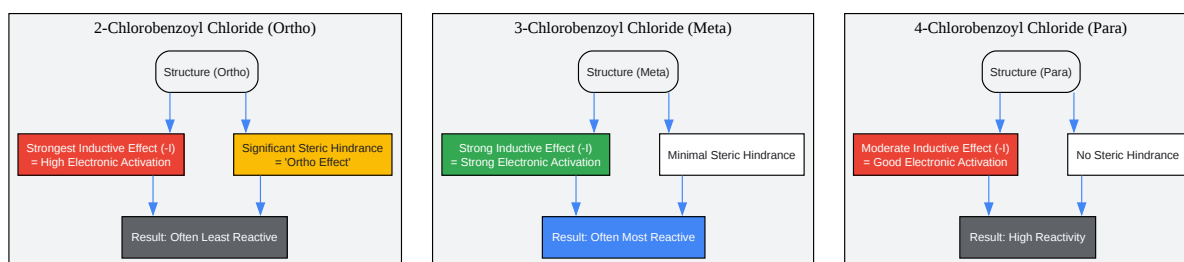 2-Chlorobenzoyl Chloride (Ortho)
Structure (Ortho)
Strongest Inductive Effect (-I)
= High Electronic Activation
Significant Steric Hindrance
= 'Ortho Effect'
Result: Often Least Reactive
3-Chlorobenzoyl Chloride (Meta)
Structure (Meta)
Strong Inductive Effect (-I)
= Strong Electronic Activation
Minimal Steric Hindrance
Result: Often Most Reactive
4-Chlorobenzoyl Chloride (Para)
Structure (Para)
Moderate Inductive Effect (-I)
= Good Electronic Activation
No Steric Hindrance
Result: High Reactivity